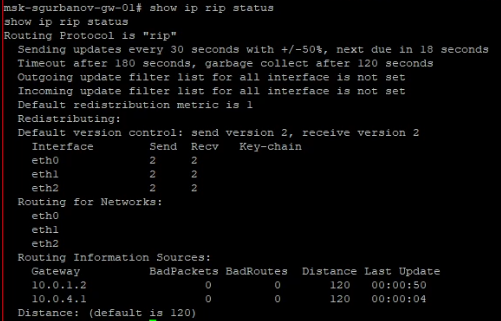 msk-sgurbanov-gw-01# show ip rip status
show ip rip status
Routing Protocol is "rip"
  Sending updates every 30 seconds with +/-50%, next due in 18 seconds
  Timeout after 180 seconds, garbage collect after 120 seconds
  Outgoing update filter list for all interface is not set
  Incoming update filter list for all interface is not set
  Default redistribution metric is 1
  Redistributing:
  Default version control: send version 2, receive version 2
    Interface        Send  Recv   Key-chain
    eth0             2     2
    eth1             2     2
    eth2             2     2
  Routing for Networks:
    eth0
    eth1
    eth2
  Routing Information Sources:
    Gateway          BadPackets BadRoutes  Distance Last Update
    10.0.1.2                  0         0       120   00:00:50
    10.0.4.1                  0         0       120   00:00:04
  Distance: (default is 120)